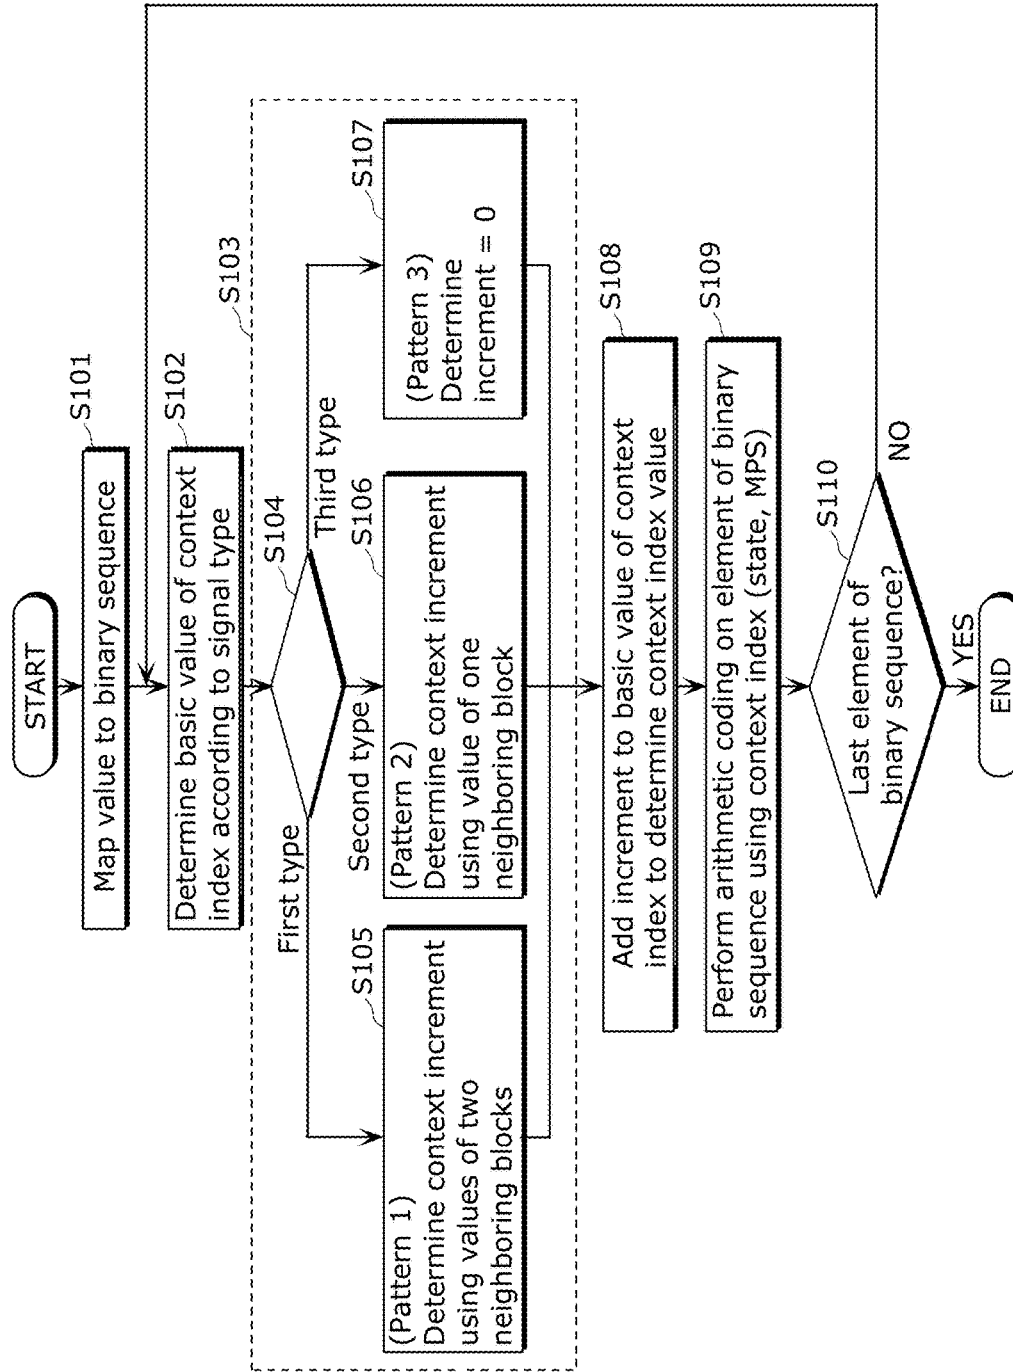 START
S101
Map value to binary sequence
S102
Determine basic value of context
index according to signal type
S103
S104
First type
Second type
Third type
S105
(Pattern 1)
Determine context increment
using values of two
neighboring blocks
S106
(Pattern 2)
Determine context increment
using value of one
neighboring block
S107
(Pattern 3)
Determine
increment = 0
S108
Add increment to basic value of context
index to determine context index value
S109
Perform arithmetic coding on element of binary
sequence using context index (state, MPS)
S110
Last element of
binary sequence?
NO
YES
END